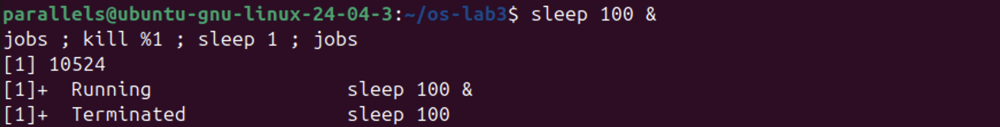 parallels@ubuntu-gnu-linux-24-04-3:~/os-lab3$ sleep 100 &
jobs ; kill %1 ; sleep 1 ; jobs
[1] 10524
[1]+  Running                 sleep 100 &
[1]+  Terminated              sleep 100